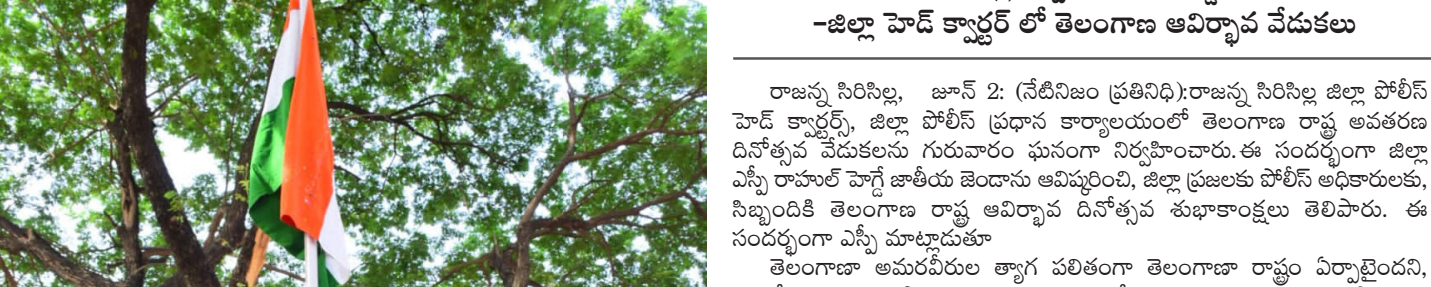 -జిల్లా హెడ్ క్వార్టర్ లో తెలంగాణ ఆవిర్భావ వేడుకలు
రాజన్న సిరిసిల్ల, జూన్ 2: (నేటినిజం ప్రతినిధి):రాజన్న సిరిసిల్ల జిల్లా పోలీస్
హెడ్ క్వార్టర్స్, జిల్లా పోలీస్ ప్రధాన కార్యాలయంలో తెలంగాణ రాష్ట్ర అవతరణ
దినోత్సవ వేడుకలను గురువారం ఘనంగా నిర్వహించారు.ఈ సందర్భంగా జిల్లా
ఎస్పీ రాహుల్ హెగ్డే జాతీయ జెండాను ఆవిష్కరించి, జిల్లా ప్రజలకు పోలీస్ అధికారులకు,
సిబ్బందికి తెలంగాణ రాష్ట్ర ఆవిర్భావ దినోత్సవ శుభాకాంక్షలు తెలిపారు. ఈ
సందర్భంగా ఎస్పీ మాట్లాడుతూ
తెలంగాణా అమరవీరుల త్యాగ పలితంగా తెలంగాణా రాష్ట్రం ఏర్పాటైందని,